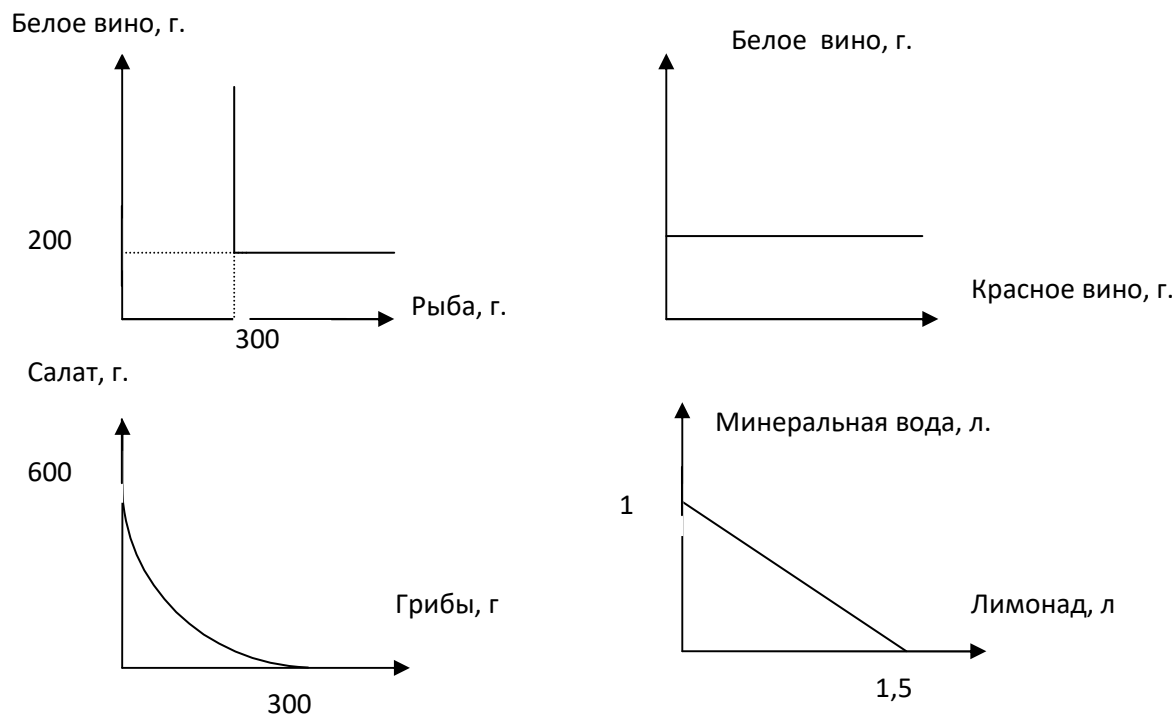 Белое вино, г.
200
Рыба, г.
300
Белое вино, г.
Красное вино, г.
Салат, г.
600
Грибы, г
300
Минеральная вода, л.
1
Лимонад, л
1,5